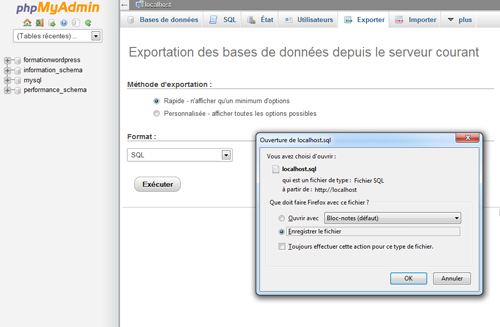 phpMyAdmin
(Tables récentes)...
formationwordpress
information_schema
mysql
performance_schema
localhost
Bases de données
SQL
État
Utilisateurs
Exporter
Importer
plus
Exportation des bases de données depuis le serveur courant
Méthode d'exportation :
Rapide - n'afficher qu'un minimum d'options
Personnalisée - afficher toutes les options possibles
Format :
SQL
Exécuter
Ouverture de localhost.sql
Vous avez choisi d'ouvrir :
localhost.sql
qui est un fichier de type : Fichier SQL
à partir de : http://localhost
Que doit faire Firefox avec ce fichier ?
Ouvrir avec
Bloc-notes (défaut)
Enregistrer le fichier
Toujours effectuer cette action pour ce type de fichier.
OK
Annuler